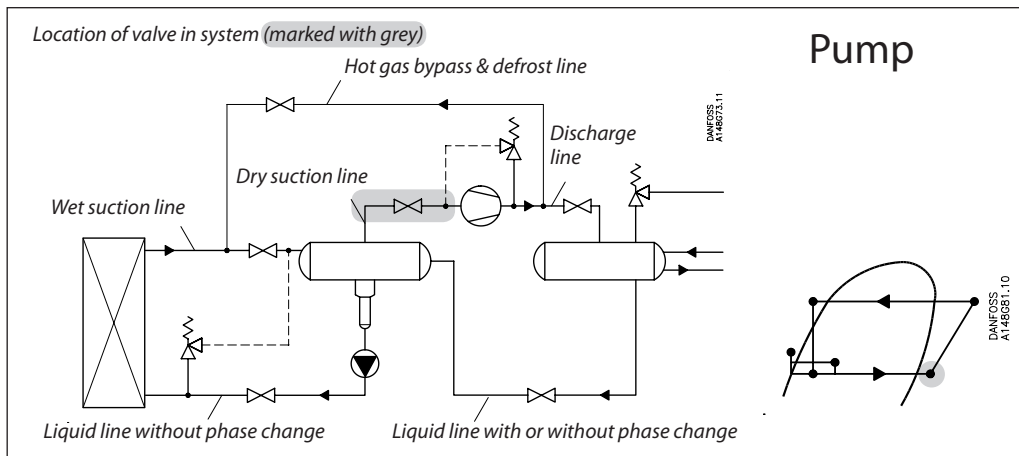 Location of valve in system (marked with grey)
Pump
Hot gas bypass & defrost line
DANFOSS
A148G73.11
Discharge
line
Dry suction line
Wet suction line
DANFOSS
A148G81.10
Liquid line without phase change
Liquid line with or without phase change